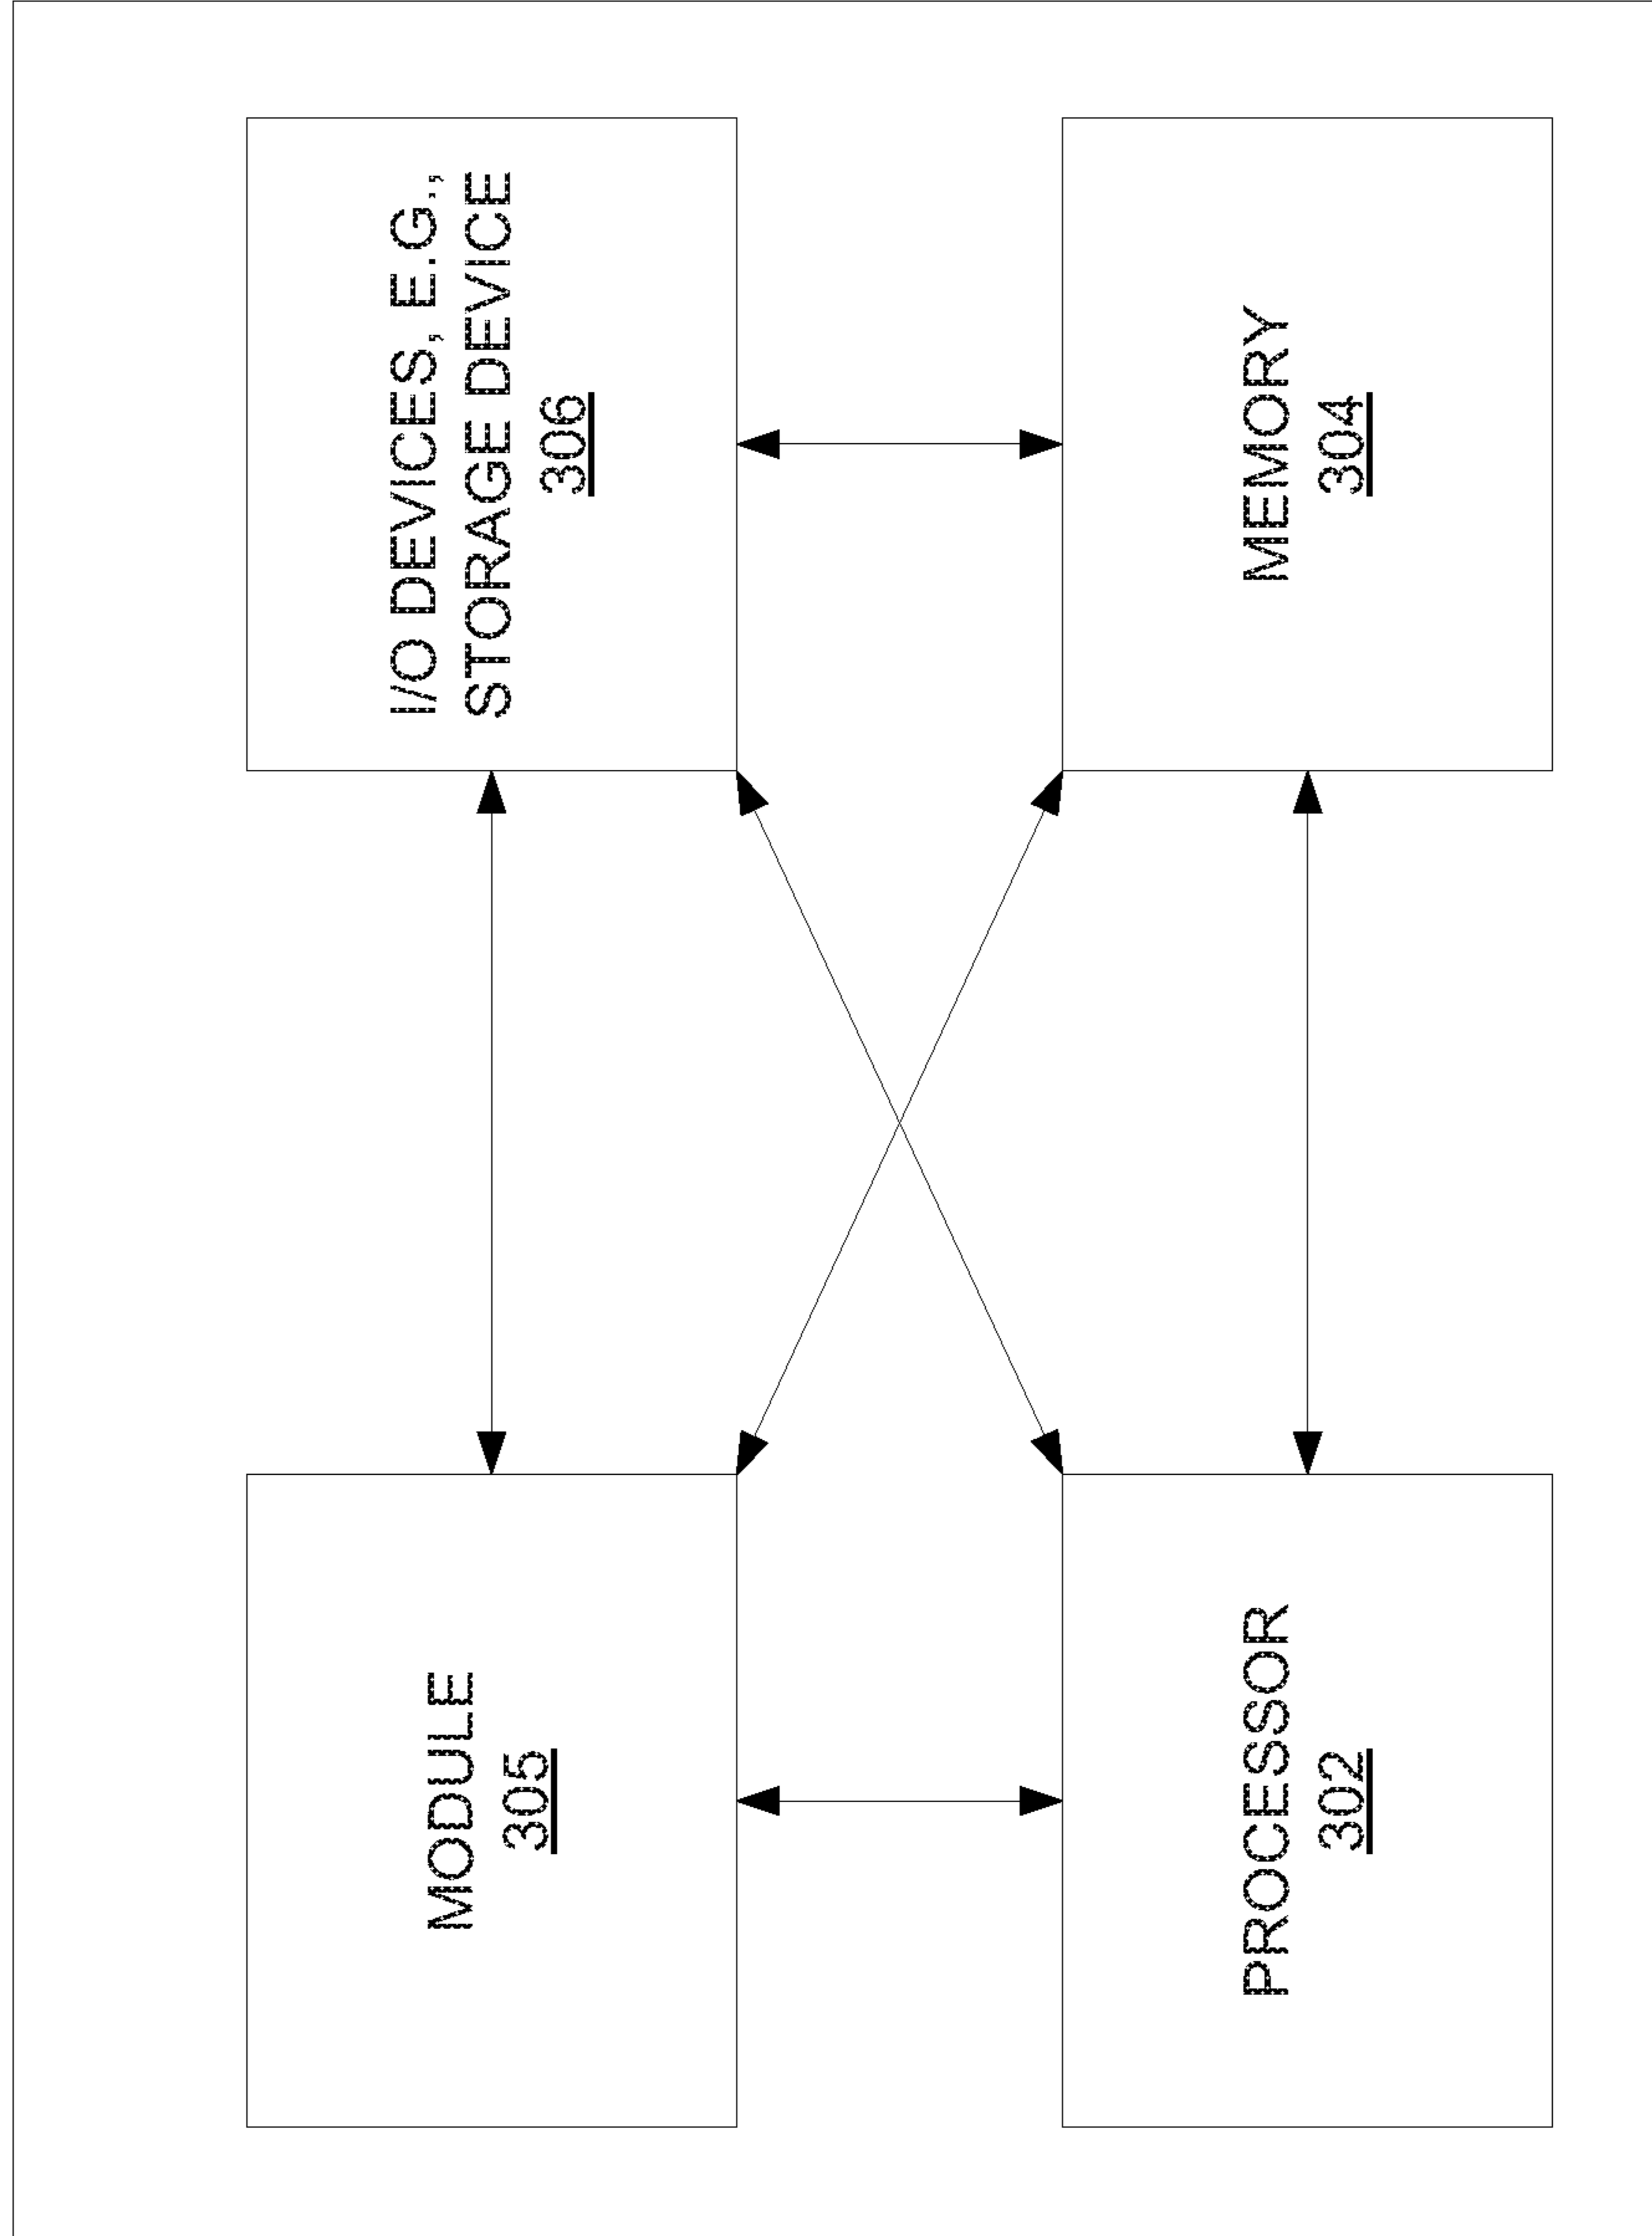 MODULE
305
I/O DEVICES, E.G.,
STORAGE DEVICE
306
PROCESSOR
302
MEMORY
304